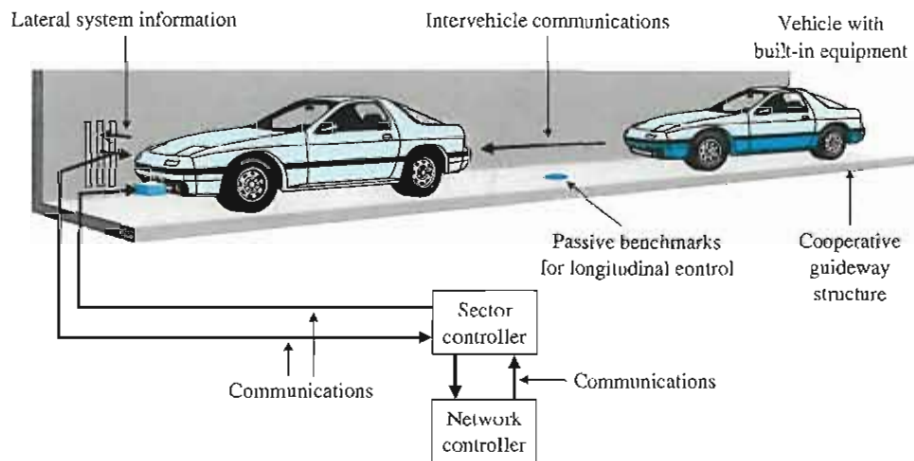 Lateral system information
Intervehicle communications
Vehicle with
built-in equipment
Passive benchmarks
for longitudinal control
Cooperative
guideway
structure
Sector
controller
Communications
Communications
Network
controller